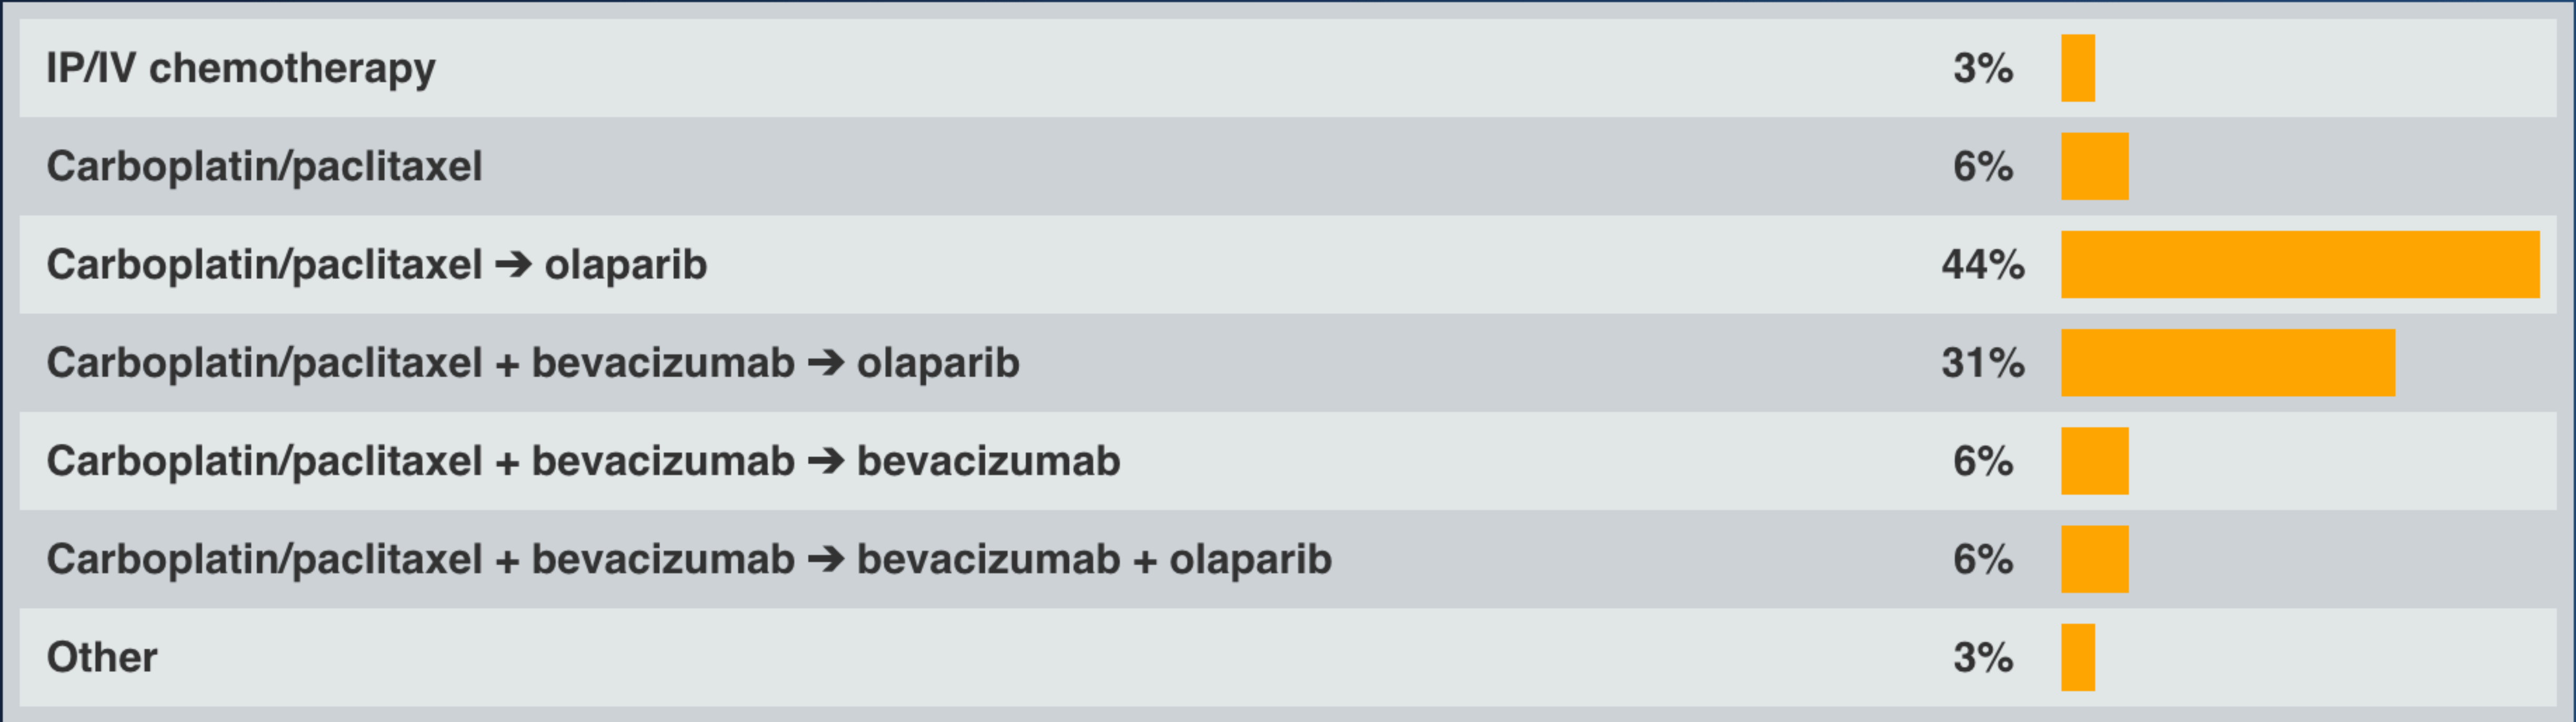 IP/IV chemotherapy 3%
Carboplatin/paclitaxel 6%
Carboplatin/paclitaxel ➔ olaparib 44%
Carboplatin/paclitaxel + bevacizumab ➔ olaparib 31%
Carboplatin/paclitaxel + bevacizumab ➔ bevacizumab 6%
Carboplatin/paclitaxel + bevacizumab ➔ bevacizumab + olaparib 6%
Other 3%